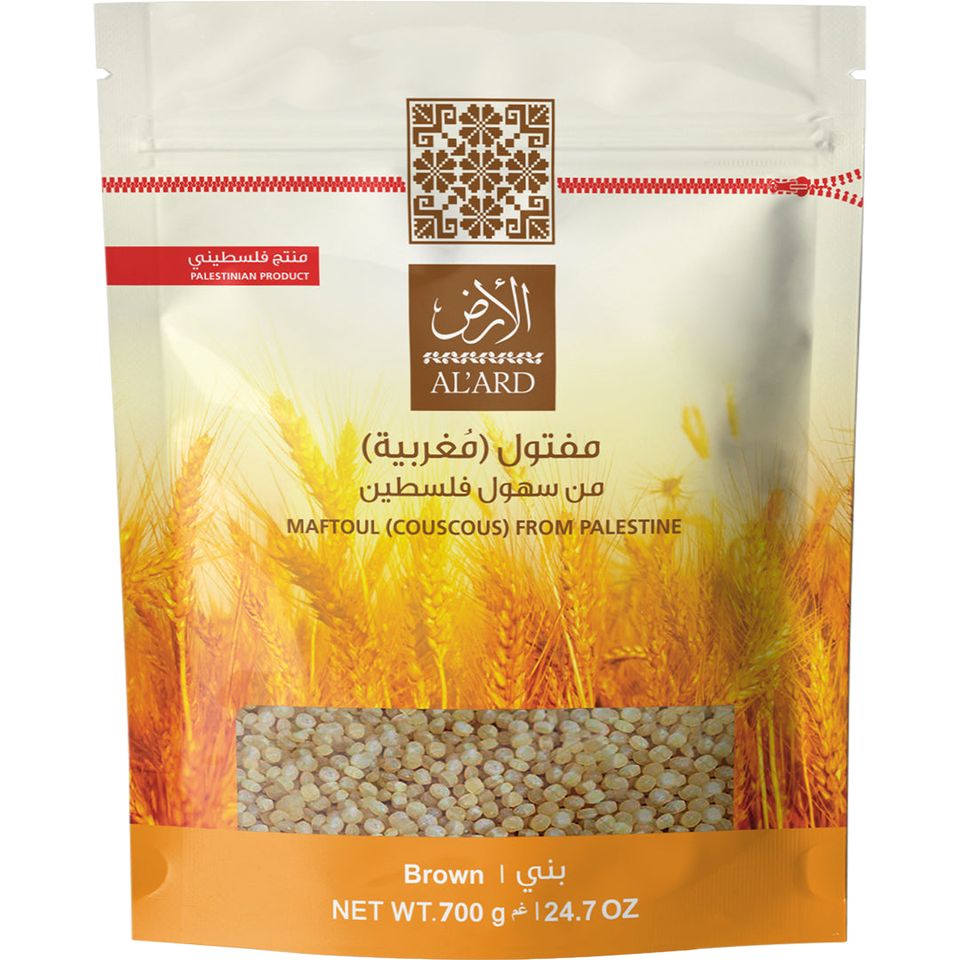 منتج فلسطيني
PALESTINIAN PRODUCT
الأرض
AL'ARD
مفتول (مُغربية)
من سهول فلسطين
MAFTOUL (COUSCOUS) FROM PALESTINE
Brown | بني
NET WT.700 g غم | 24.7 OZ